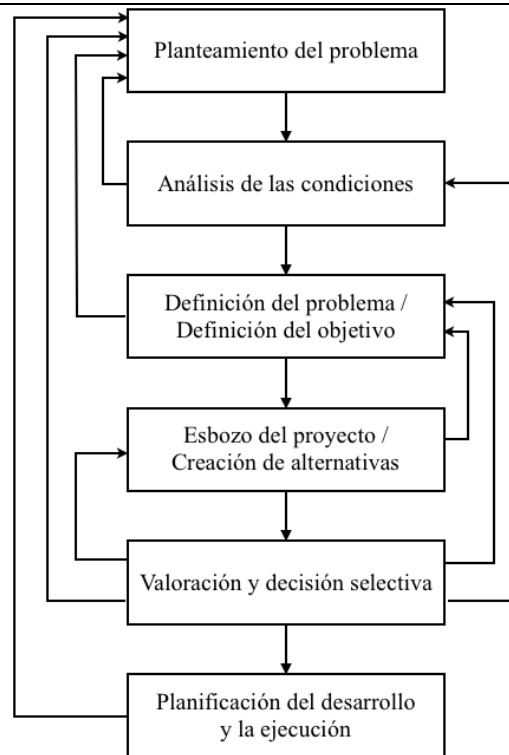 Planteamiento del problema
Análisis de las condiciones
Definición del problema /
Definición del objetivo
Esbozo del proyecto /
Creación de alternativas
Valoración y decisión selectiva
Planificación del desarrollo
y la ejecución